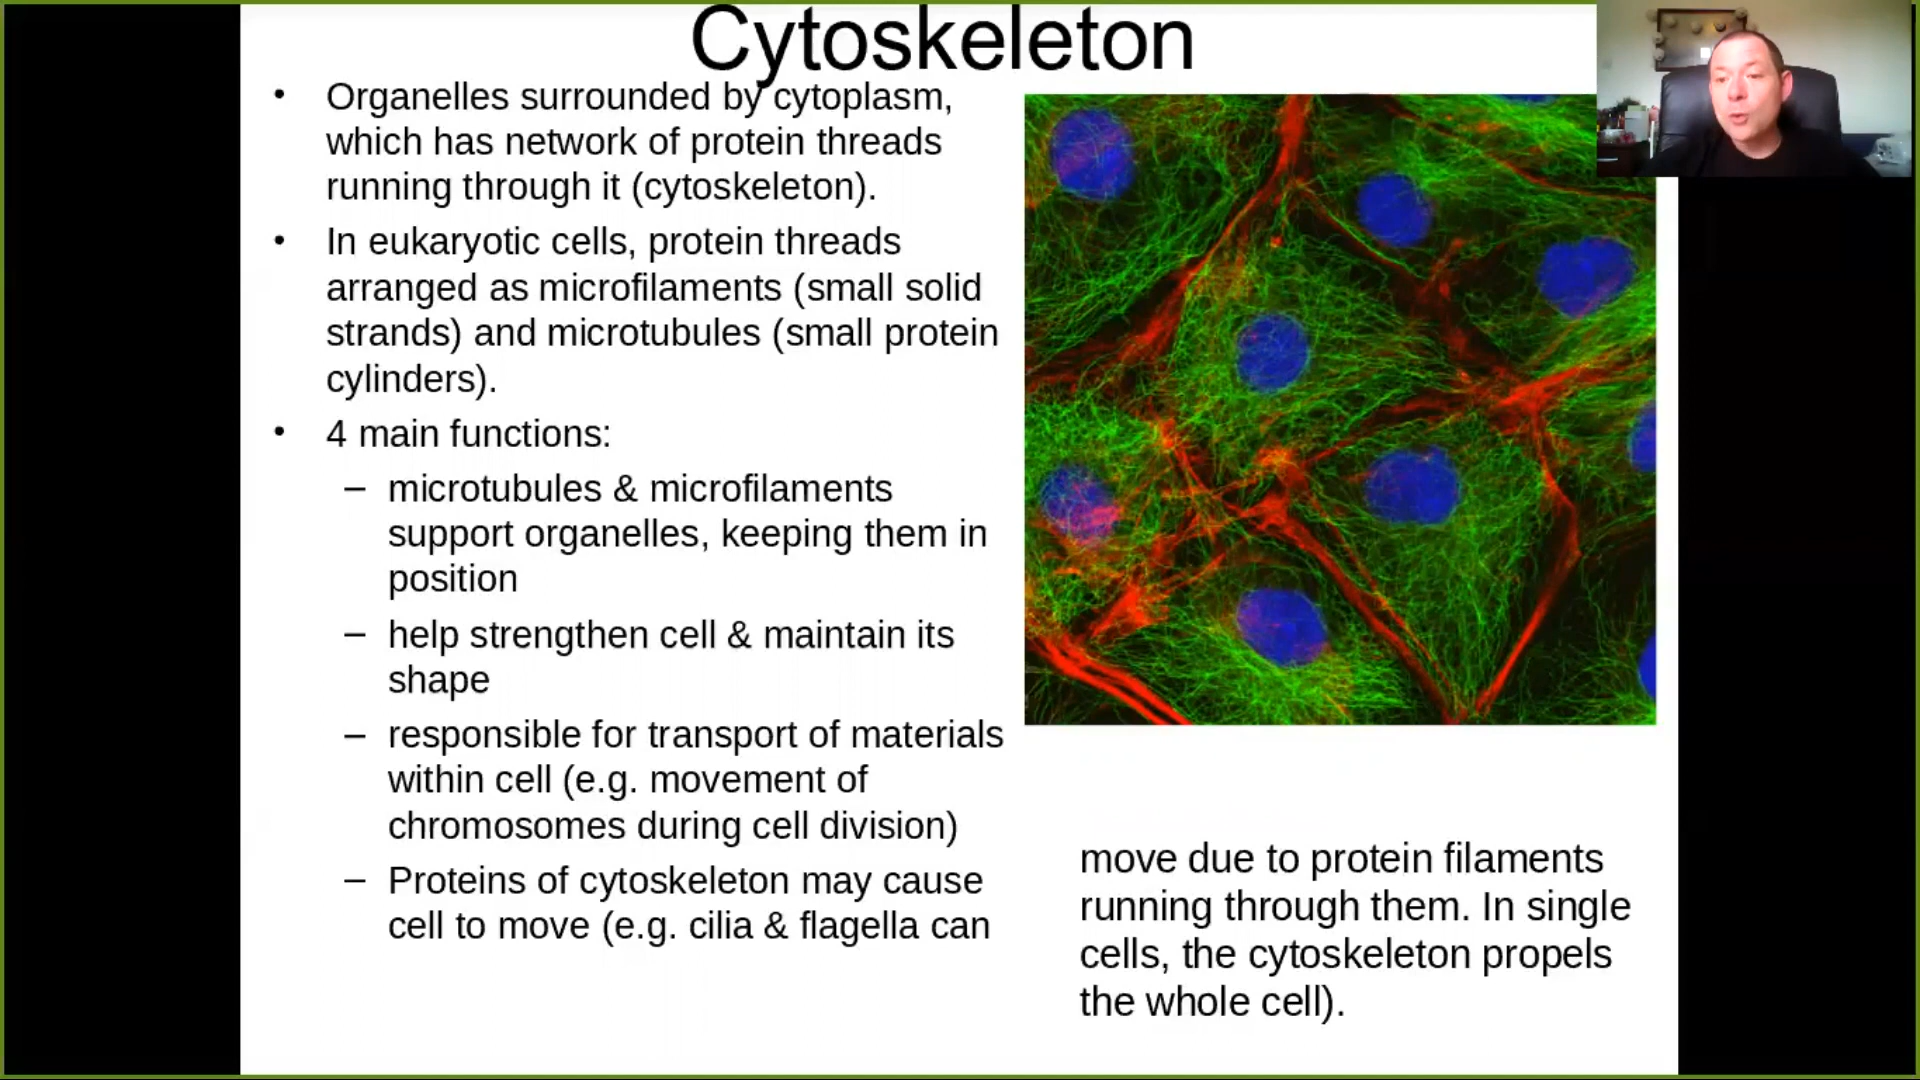 Cytoskeleton
• Organelles surrounded by cytoplasm,
which has network of protein threads
running through it (cytoskeleton).
• In eukaryotic cells, protein threads
arranged as microfilaments (small solid
strands) and microtubules (small protein
cylinders).
• 4 main functions:
– microtubules & microfilaments
support organelles, keeping them in
position
– help strengthen cell & maintain its
shape
– responsible for transport of materials
within cell (e.g. movement of
chromosomes during cell division)
– Proteins of cytoskeleton may cause
cell to move (e.g. cilia & flagella can
move due to protein filaments
running through them. In single
cells, the cytoskeleton propels
the whole cell).